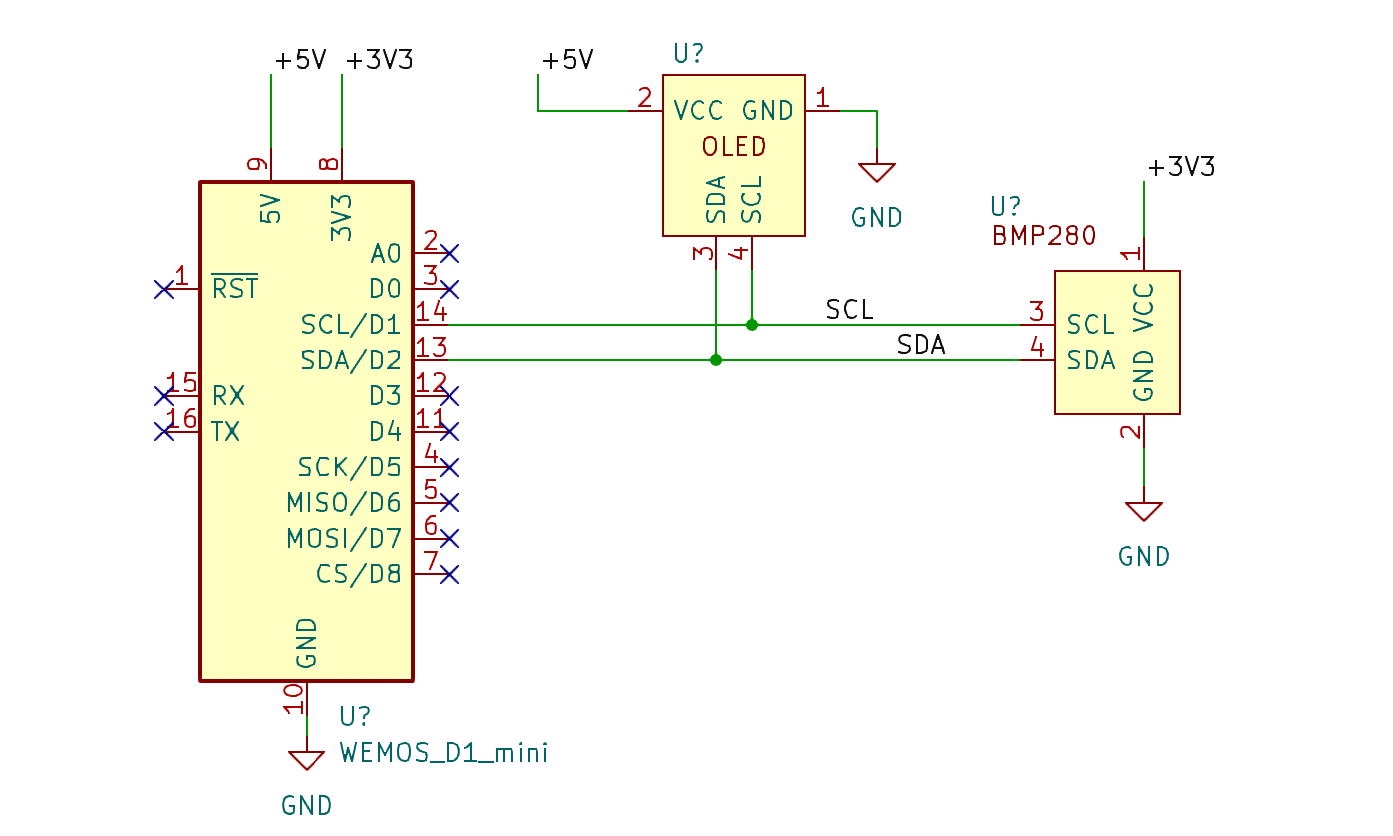 +5V +3V3
9 8
5V 3V3
1 RST
15 RX
16 TX
A0 2
D0 3
SCL/D1 14
SDA/D2 13
D3 12
D4 11
SCK/D5 4
MISO/D6 5
MOSI/D7 6
CS/D8 7
GND
10
U?
WEMOS_D1_mini
GND
+5V
U?
2 VCC GND 1
OLED
SDA SCL
3 4
GND
SCL
SDA
+3V3
U?
BMP280
1
3 SCL VCC
4 SDA GND
2
GND